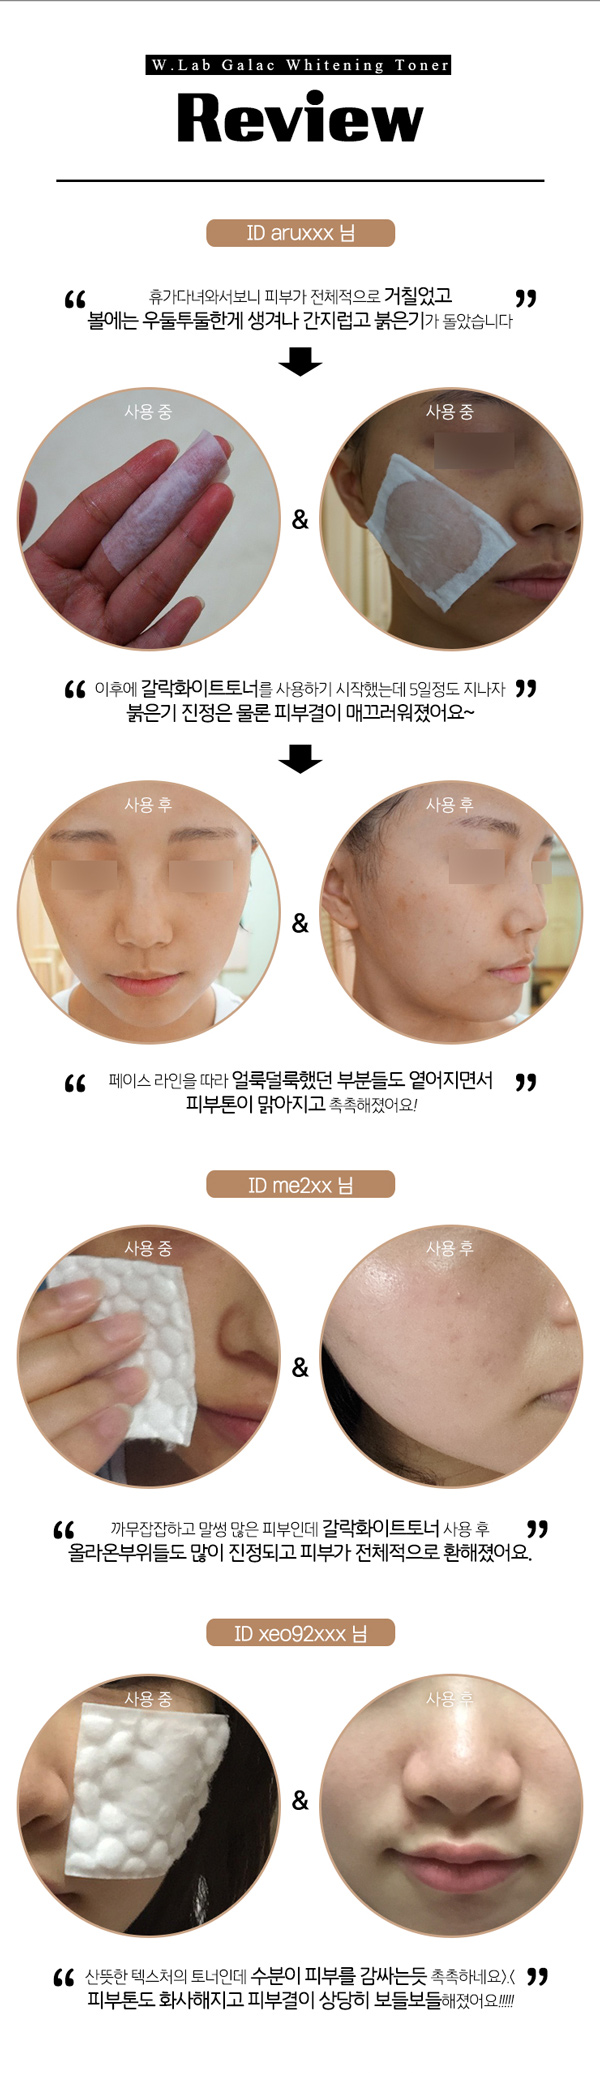 W.Lab Galac Whitening Toner
Review
ID aruxxx 님
“ 휴가다녀와서보니 피부가 전체적으로 거칠었고 ”
볼에는 우둘투둘한게 생겨나 간지럽고 붉은기가 돌았습니다
사용 중
사용 중
&
“ 이후에 갈락화이트토너를 사용하기 시작했는데 5일정도 지나자 ”
붉은기 진정은 물론 피부결이 매끄러워졌어요~
사용 후
사용 후
&
“ 페이스 라인을 따라 얼룩덜룩했던 부분들도 옅어지면서 ”
피부톤이 맑아지고 촉촉해졌어요!
ID me2xx 님
사용 중
사용 후
&
“ 까무잡잡하고 말썽 많은 피부인데 갈락화이트토너 사용 후 ”
올라온부위들도 많이 진정되고 피부가 전체적으로 환해졌어요.
ID xeo92xxx 님
사용 중
사용 후
&
“ 산뜻한 텍스처의 토너인데 수분이 피부를 감싸는듯 촉촉하네요>.< ”
피부톤도 화사해지고 피부결이 상당히 보들보들해졌어요!!!!!